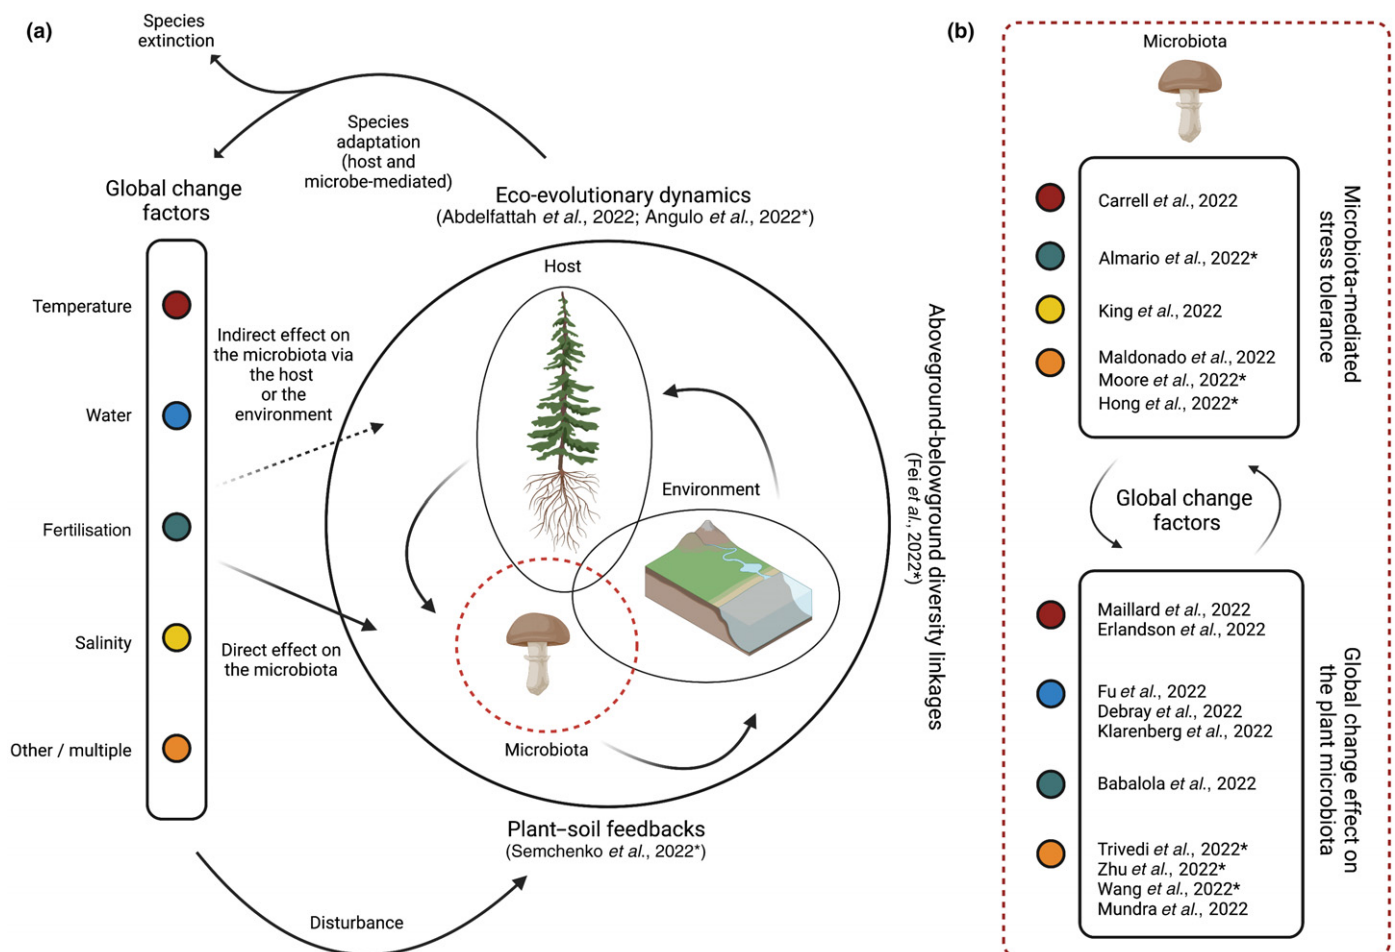 (a)
Species
extinction
Species
adaptation
(host and
microbe-mediated)
Global change
factors
Temperature
Water
Fertilisation
Salinity
Other / multiple
Indirect effect on
the microbiota via
the host
or the
environment
Direct effect on
the microbiota
Disturbance
Eco-evolutionary dynamics
(Abdelfattah et al., 2022; Angulo et al., 2022*)
Host
Environment
Microbiota
Aboveground-belowground diversity linkages
(Fei et al., 2022*)
Plant–soil feedbacks
(Semchenko et al., 2022*)
(b)
Microbiota
Carrell et al., 2022
Almario et al., 2022*
King et al., 2022
Maldonado et al., 2022
Moore et al., 2022*
Hong et al., 2022*
Microbiota-mediated
stress tolerance
Global change
factors
Maillard et al., 2022
Erlandson et al., 2022
Fu et al., 2022
Debray et al., 2022
Klarenberg et al., 2022
Babalola et al., 2022
Trivedi et al., 2022*
Zhu et al., 2022*
Wang et al., 2022*
Mundra et al., 2022
Global change effect on
the plant microbiota